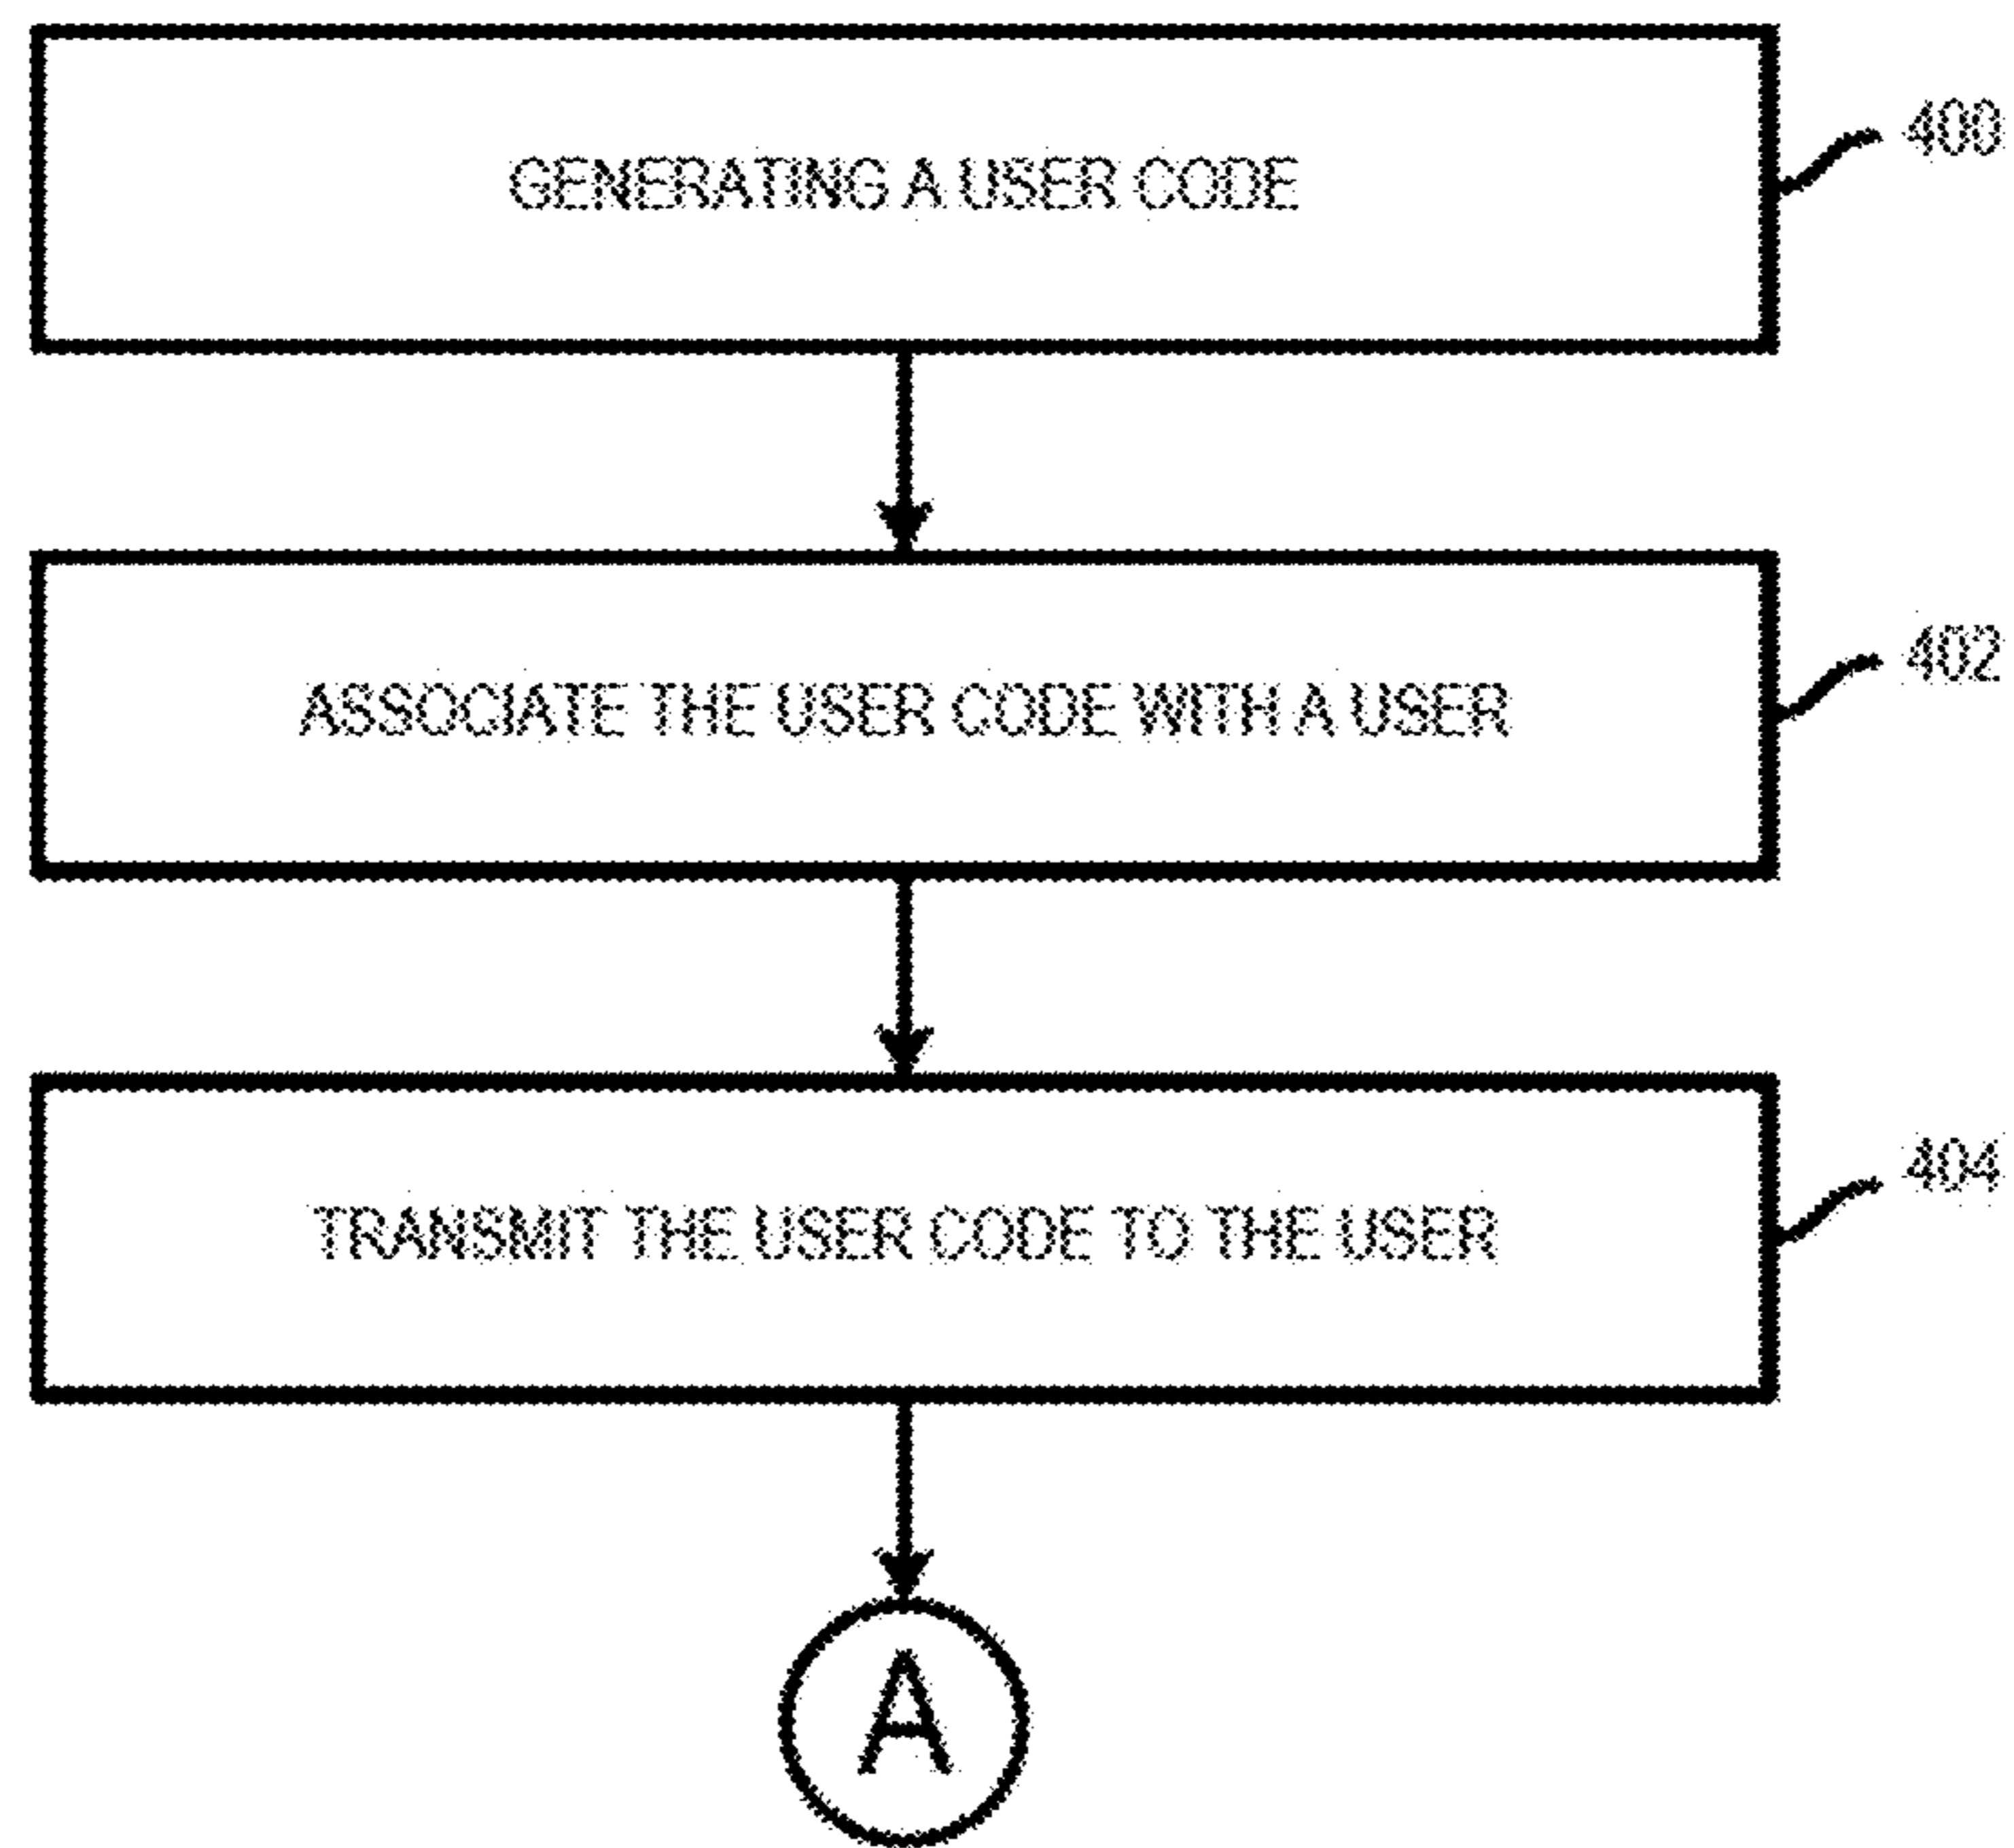 GENERATING A USER CODE
400
ASSOCIATE THE USER CODE WITH A USER
402
TRANSMIT THE USER CODE TO THE USER
404
A